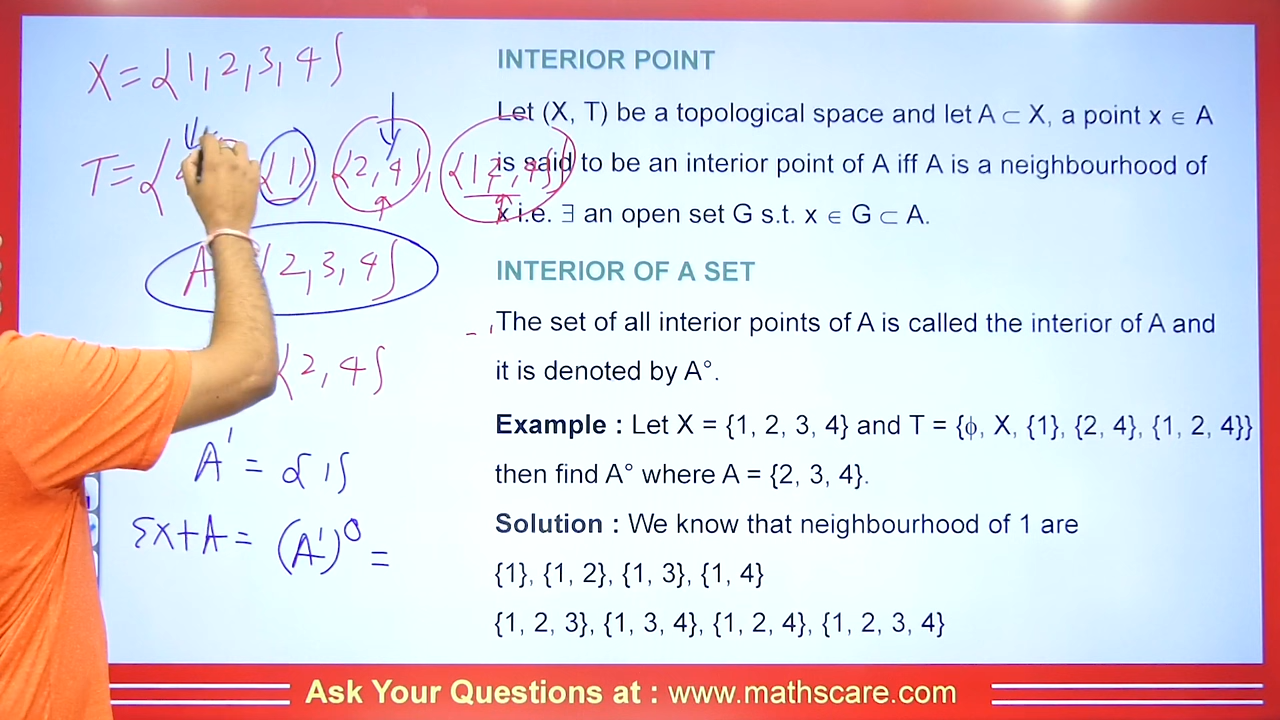 X = {1, 2, 3, 4}
T = { {1}, {2, 4}, {1, 2, 4}}
A {2, 3, 4}
{2, 4}
A' = {1}
Ext A = (A')⁰ =
INTERIOR POINT
Let (X, T) be a topological space and let A ⊂ X, a point x ∈ A
is said to be an interior point of A iff A is a neighbourhood of
x i.e. ∃ an open set G s.t. x ∈ G ⊂ A.
INTERIOR OF A SET
The set of all interior points of A is called the interior of A and
it is denoted by A°.
Example : Let X = {1, 2, 3, 4} and T = {ϕ, X, {1}, {2, 4}, {1, 2, 4}}
then find A° where A = {2, 3, 4}.
Solution : We know that neighbourhood of 1 are
{1}, {1, 2}, {1, 3}, {1, 4}
{1, 2, 3}, {1, 3, 4}, {1, 2, 4}, {1, 2, 3, 4}
Ask Your Questions at : www.mathscare.com